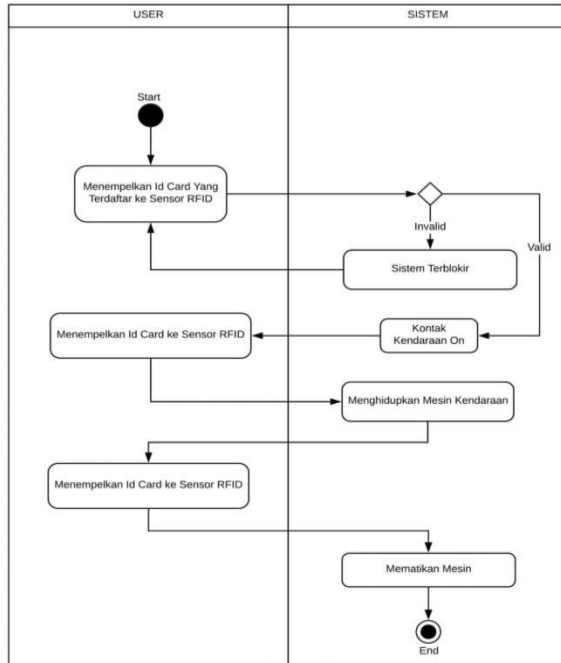 USER
SISTEM
Start
Menempelkan Id Card Yang
Terdaftar ke Sensor RFID
Invalid
Valid
Sistem Terblokir
Menempelkan Id Card ke Sensor RFID
Kontak
Kendaraan On
Menghidupkan Mesin Kendaraan
Menempelkan Id Card ke Sensor RFID
Mematikan Mesin
End